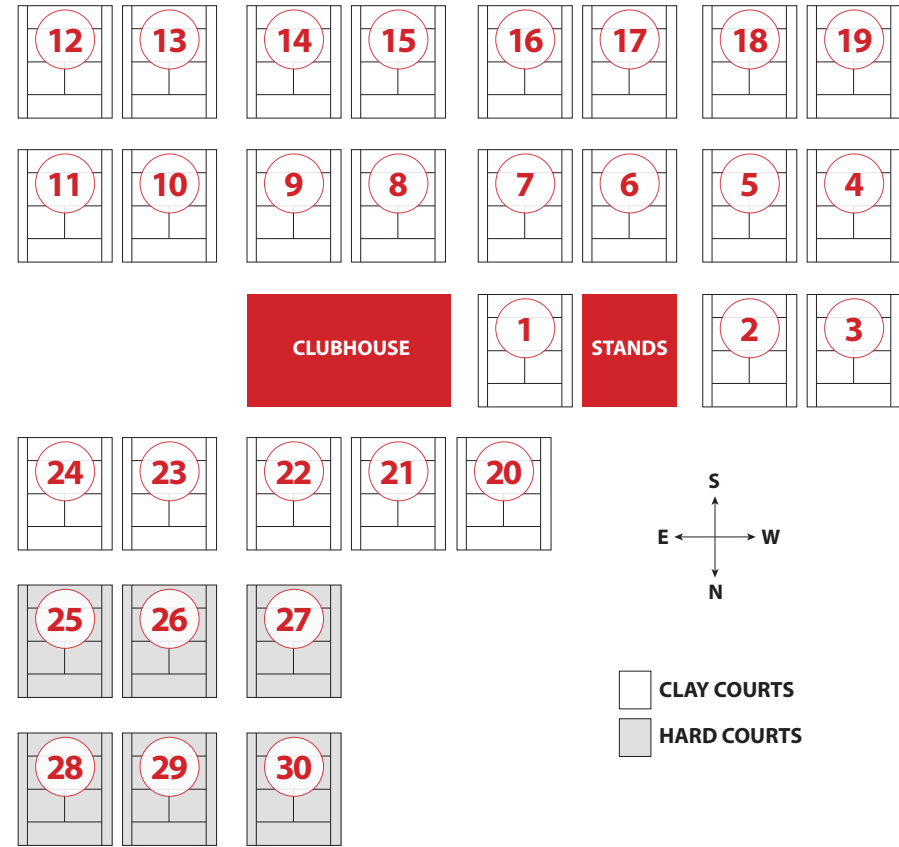 12 13 14 15 16 17 18 19
11 10 9 8 7 6 5 4
CLUBHOUSE 1 STANDS 2 3
24 23 22 21 20
S
E W
N
25 26 27
CLAY COURTS
HARD COURTS
28 29 30